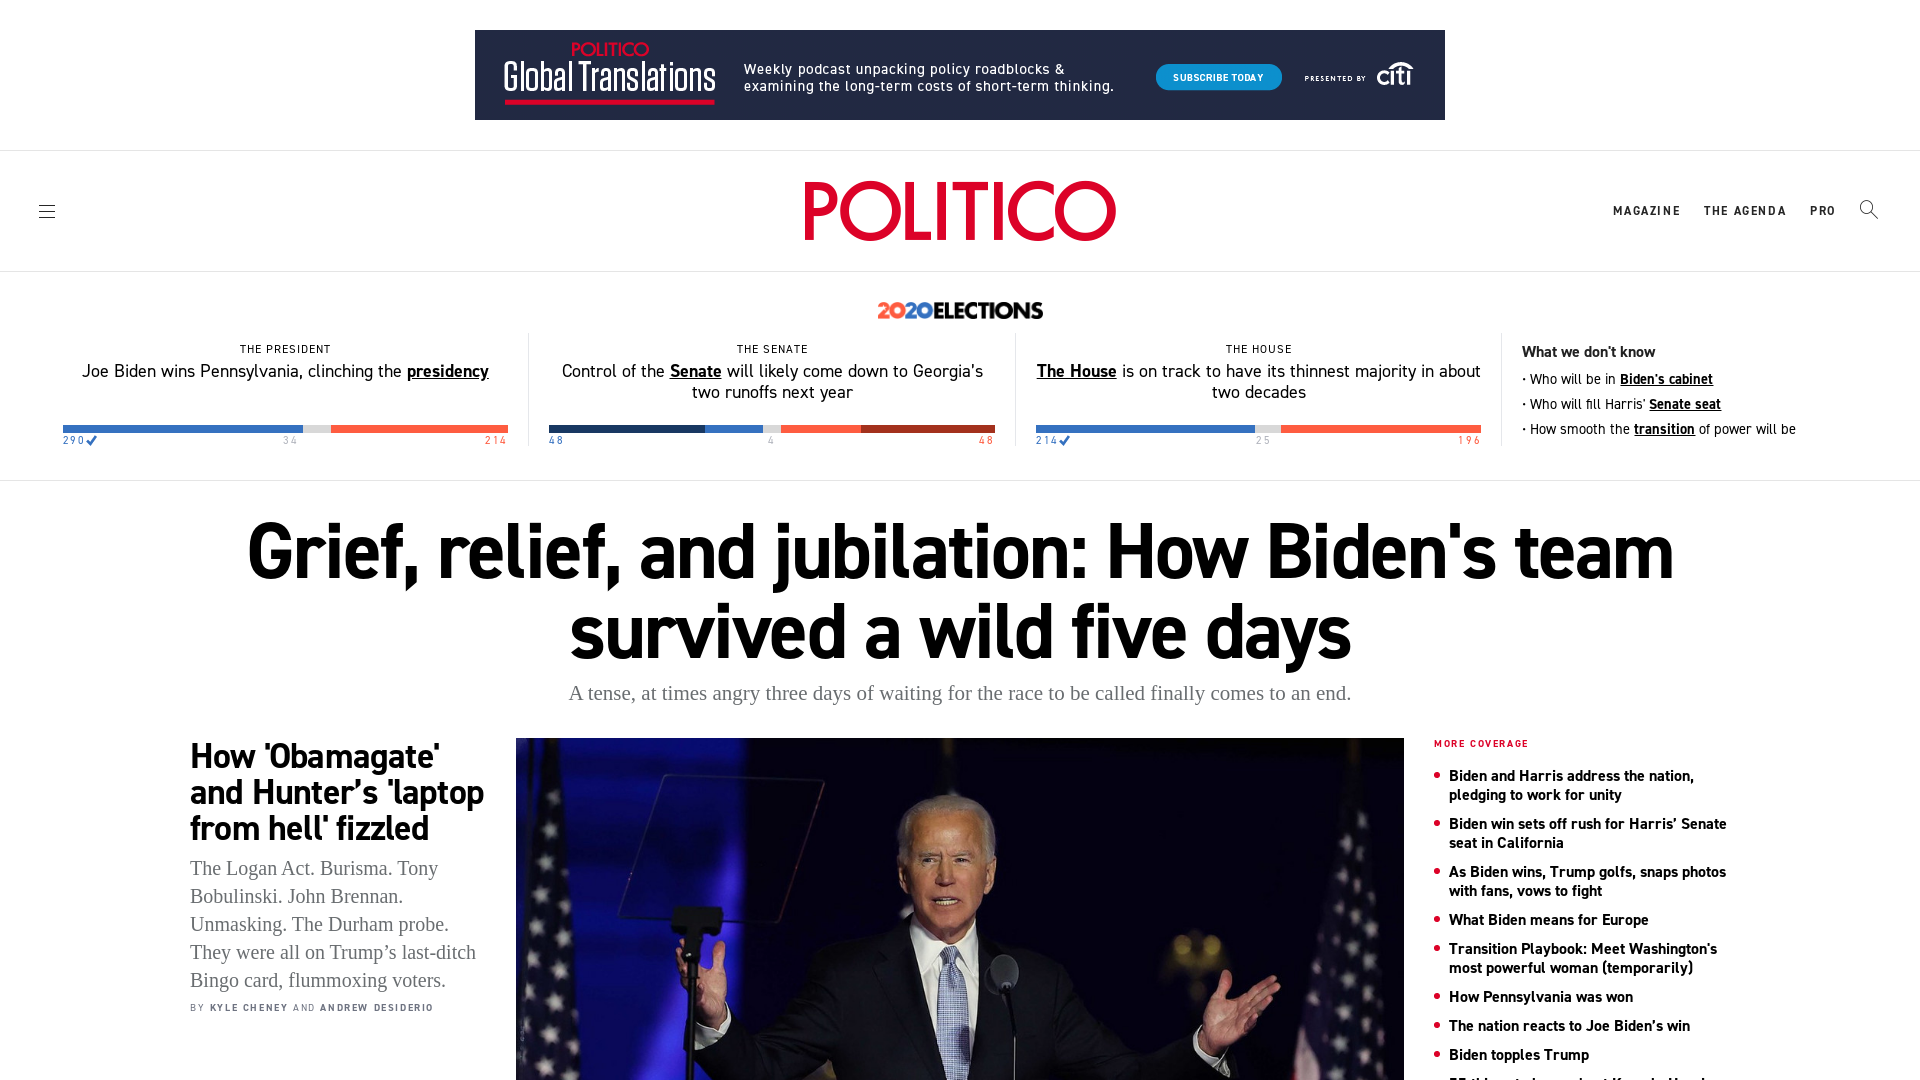 POLITICO
Global Translations
Weekly podcast unpacking policy roadblocks &
examining the long-term costs of short-term thinking.
SUBSCRIBE TODAY
PRESENTED BY citi
POLITICO
MAGAZINE THE AGENDA PRO
2020ELECTIONS
THE PRESIDENT
Joe Biden wins Pennsylvania, clinching the presidency
290 34 214
THE SENATE
Control of the Senate will likely come down to Georgia’s
two runoffs next year
48 4 48
THE HOUSE
The House is on track to have its thinnest majority in about
two decades
214 25 196
What we don't know
· Who will be in Biden's cabinet
· Who will fill Harris' Senate seat
· How smooth the transition of power will be
Grief, relief, and jubilation: How Biden's team
survived a wild five days
A tense, at times angry three days of waiting for the race to be called finally comes to an end.
How 'Obamagate'
and Hunter’s 'laptop
from hell' fizzled
The Logan Act. Burisma. Tony
Bobulinski. John Brennan.
Unmasking. The Durham probe.
They were all on Trump’s last-ditch
Bingo card, flummoxing voters.
BY KYLE CHENEY AND ANDREW DESIDERIO
MORE COVERAGE
Biden and Harris address the nation,
pledging to work for unity
Biden win sets off rush for Harris’ Senate
seat in California
As Biden wins, Trump golfs, snaps photos
with fans, vows to fight
What Biden means for Europe
Transition Playbook: Meet Washington's
most powerful woman (temporarily)
How Pennsylvania was won
The nation reacts to Joe Biden’s win
Biden topples Trump